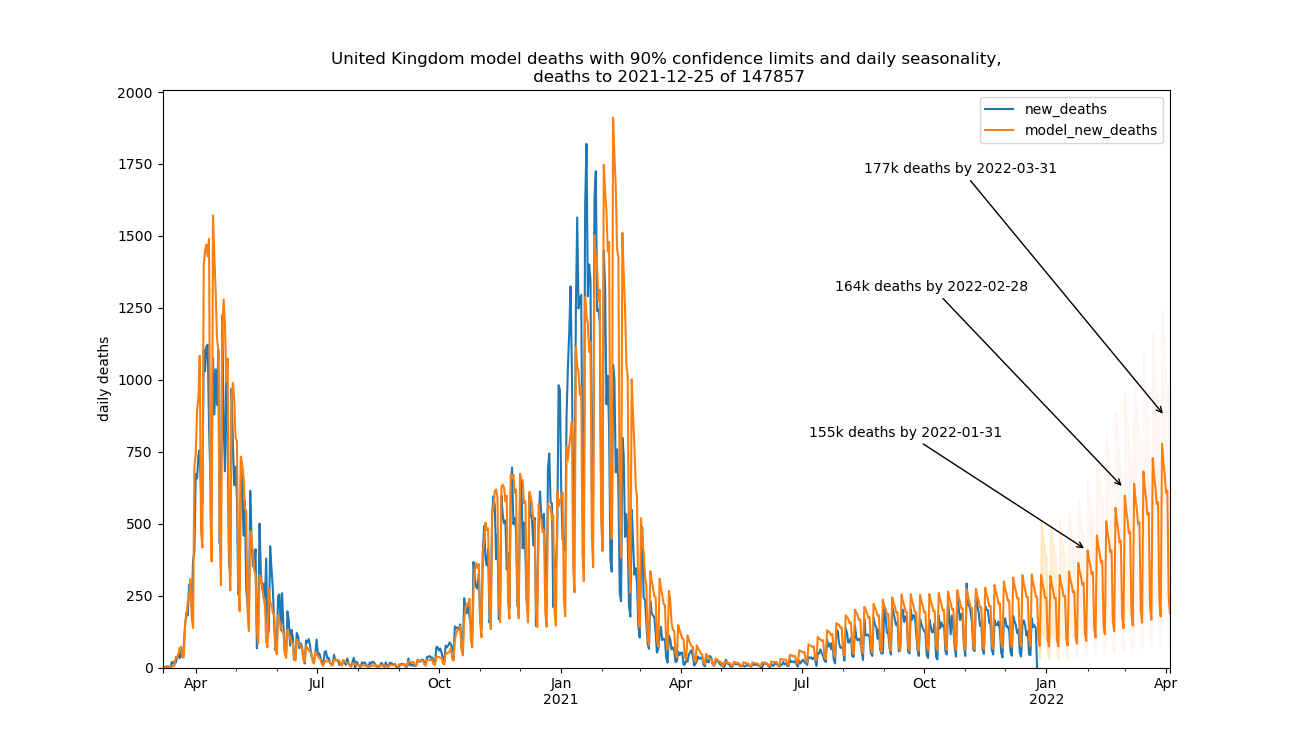 United Kingdom model deaths with 90% confidence limits and daily seasonality,
deaths to 2021-12-25 of 147857
new_deaths
model_new_deaths
177k deaths by 2022-03-31
164k deaths by 2022-02-28
155k deaths by 2022-01-31
daily deaths
2000
1750
1500
1250
1000
750
500
250
0
Apr Jul Oct Jan Apr Jul Oct Jan Apr
2021 2022